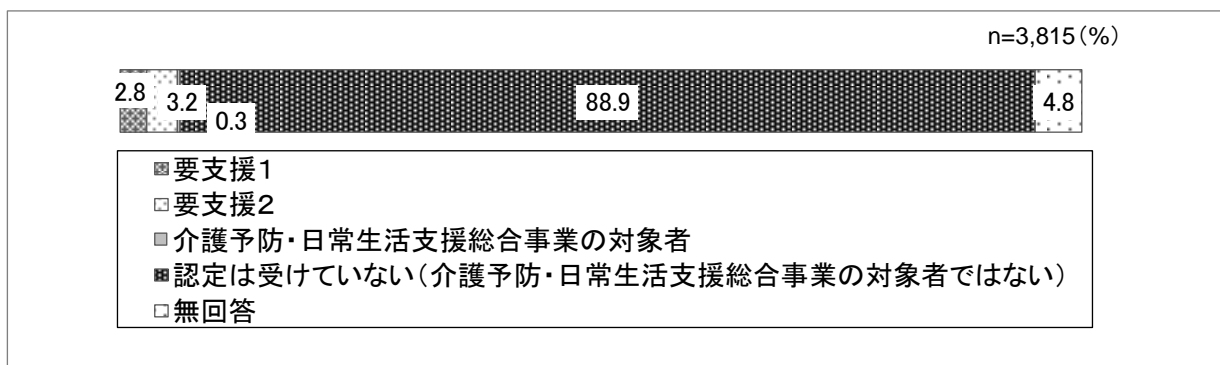 n=3,815(%)
2.8
3.2
0.3
88.9
4.8
要支援1
要支援2
介護予防・日常生活支援総合事業の対象者
認定は受けていない(介護予防・日常生活支援総合事業の対象者ではない)
無回答